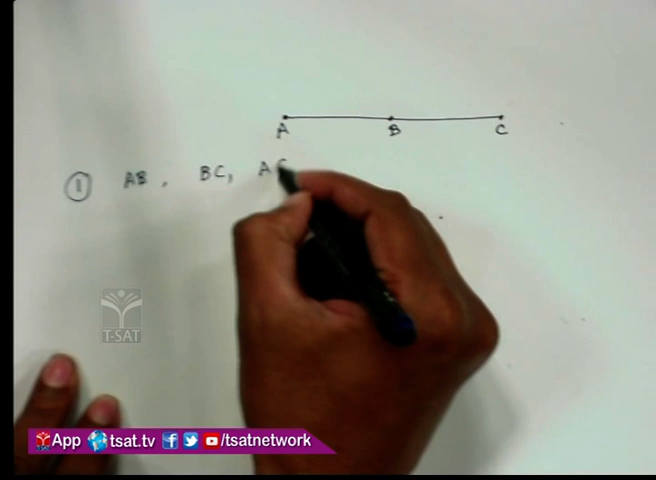 A B C
① AB, BC, AC
T-SAT
App tsat.tv /tsatnetwork